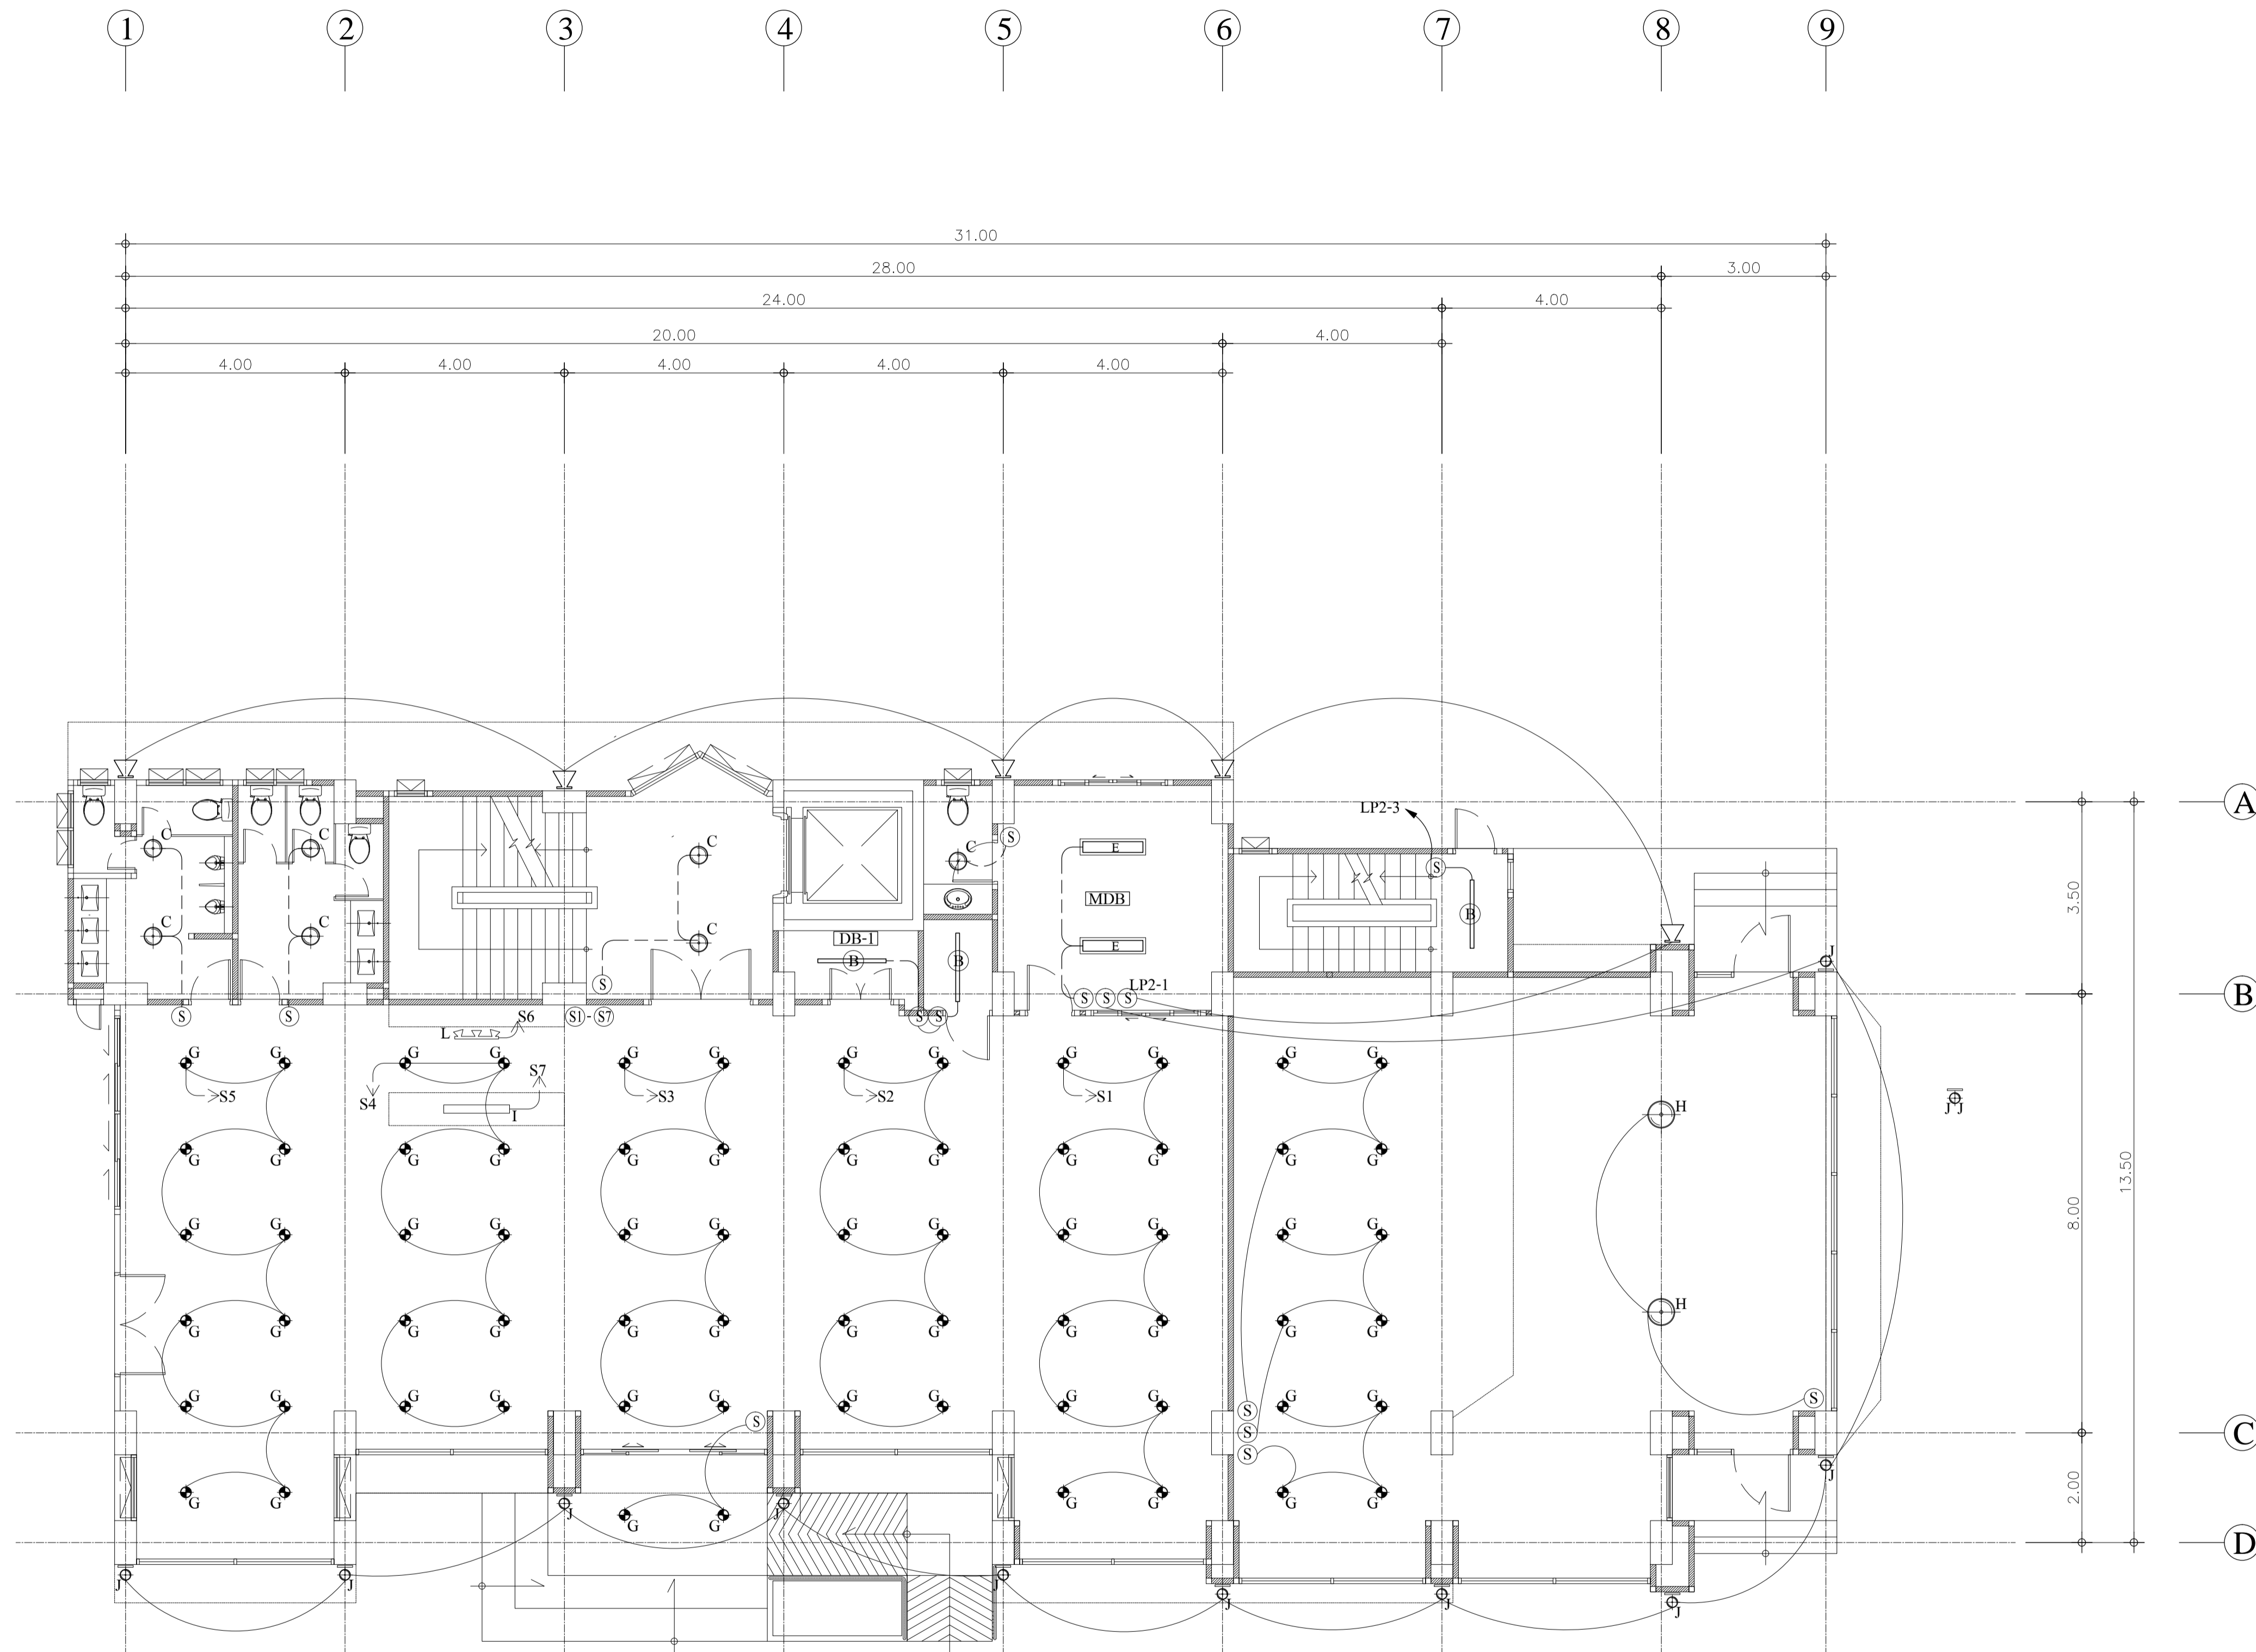 1 2 3 4 5 6 7 8 9
31.00
28.00 3.00
24.00 4.00
20.00 4.00
4.00 4.00 4.00 4.00 4.00
LP2-3 A
C C C C S E
S
MDB 3.50
C C B
DB-1 C E J
B B
S LP2-1
S S S B
S S S1 - S7 S6 S S
L
G G G G G G G G G G G G
S7
S5 S4 S3 S2 S1
I H J J
G G G G G G G G G G G G
13.50
8.00
G G G G G G G G G G G G
H
G G G G G G G G G G G G
G G G G G G G G G G G G
S S S
S C
S
J
2.00
G G G G G G
J J
G G
D
J J J
J J J